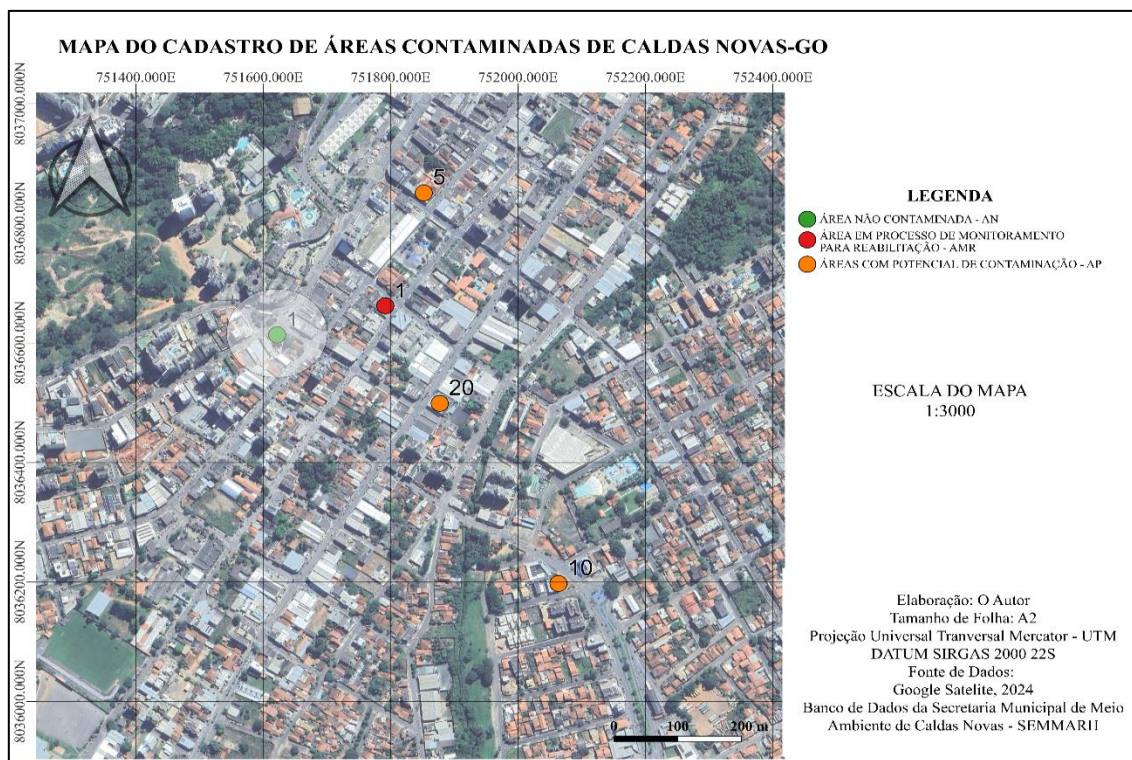 MAPA DO CADASTRO DE ÁREAS CONTAMINADAS DE CALDAS NOVAS-GO
751400.000E 751600.000E 751800.000E 752000.000E 752200.000E 752400.000E
8037000.000N
8036800.000N
8036600.000N
8036400.000N
8036200.000N
8036000.000N
5
1
1
20
10
0 100 200 m
LEGENDA
ÁREA NÃO CONTAMINADA - AN
ÁREA EM PROCESSO DE MONITORAMENTO
PARA REABILITAÇÃO - AMR
ÁREAS COM POTENCIAL DE CONTAMINAÇÃO - AP
ESCALA DO MAPA
1:3000
Elaboração: O Autor
Tamanho de Folha: A2
Projeção Universal Tranversal Mercator - UTM
DATUM SIRGAS 2000 22S
Fonte de Dados:
Google Satelite, 2024
Banco de Dados da Secretaria Municipal de Meio
Ambiente de Caldas Novas - SEMMARH